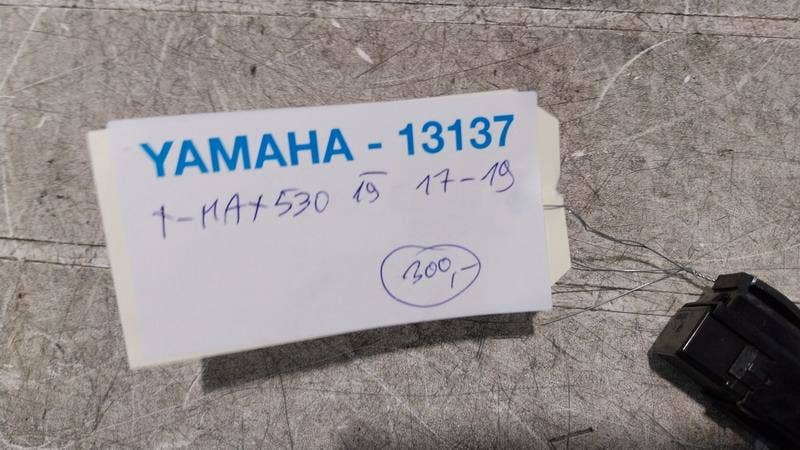 YAMAHA - 13137
T-MAX 530 19 17-19
300,-